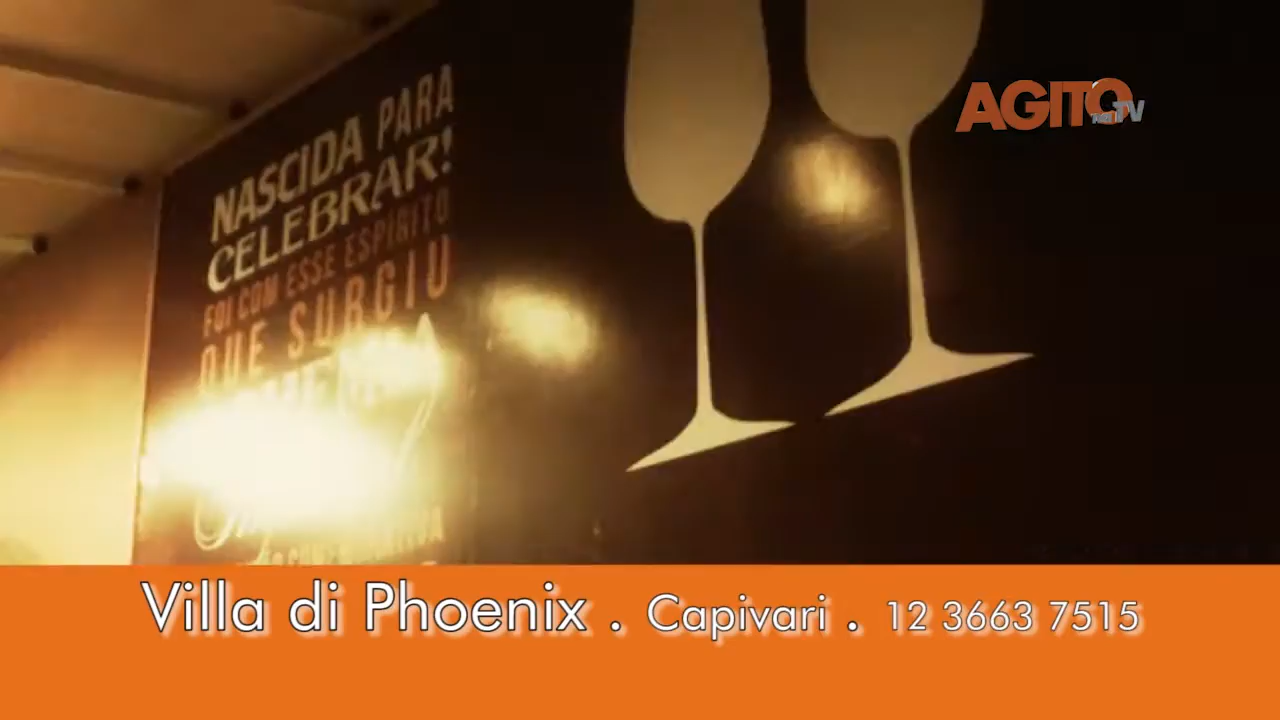 AGITO
TV
NASCIDA PARA
CELEBRAR!
FOI COM ESSE ESPÍRITO
QUE SURGIU
Villa di Phoenix . Capivari . 12 3663 7515